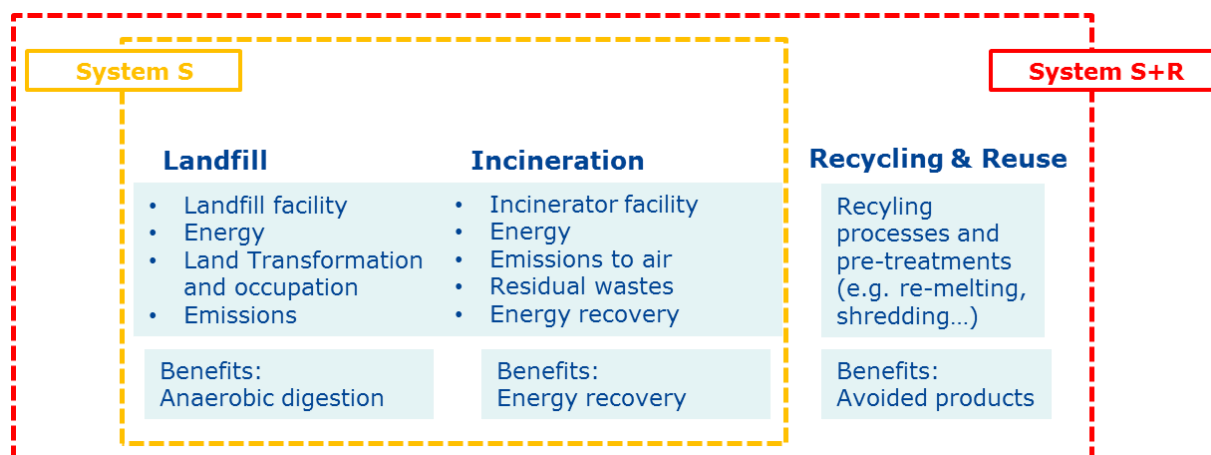 System S
System S+R
Landfill
• Landfill facility
• Energy
• Land Transformation
and occupation
• Emissions
Benefits:
Anaerobic digestion
Incineration
• Incinerator facility
• Energy
• Emissions to air
• Residual wastes
• Energy recovery
Benefits:
Energy recovery
Recycling & Reuse
Recyling
processes and
pre-treatments
(e.g. re-melting,
shredding…)
Benefits:
Avoided products